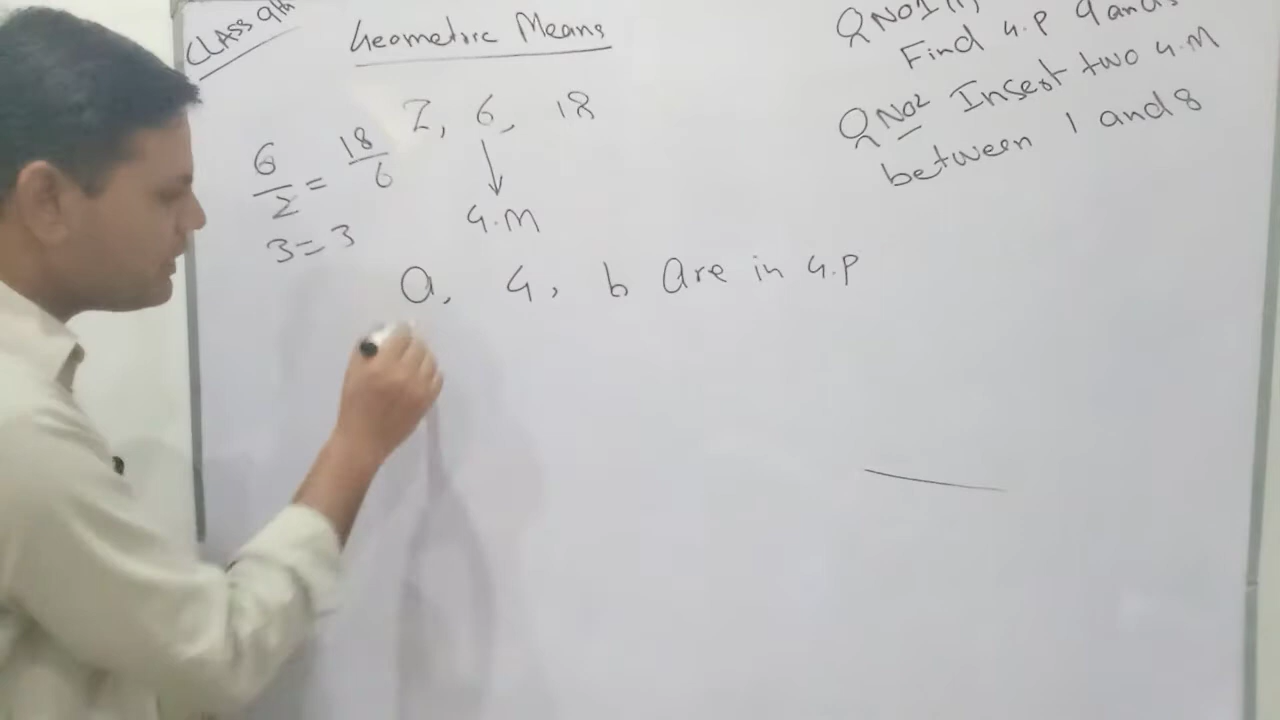 CLASS 9th
Geometric Means
2, 6, 18
6/2 = 18/6
G.M
3=3
a, G, b Are in G.P
Q No1
Find G.P 9 and
Q No2 Insert two G.M
between 1 and 8